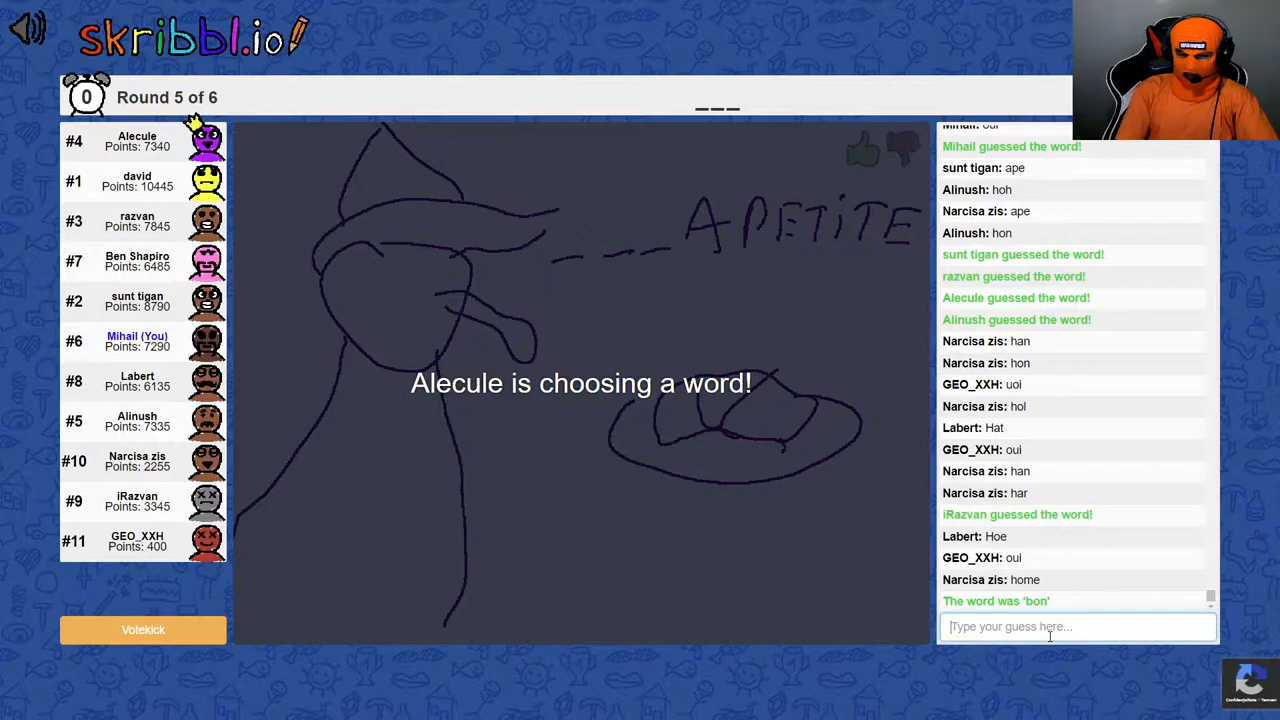 skribbl.io
0
Round 5 of 6
_ _ _
#4 Alecule
Points: 7340
#1 david
Points: 10445
#3 razvan
Points: 7845
#7 Ben Shapiro
Points: 6485
#2 sunt tigan
Points: 8790
#6 Mihail (You)
Points: 7290
#8 Labert
Points: 6135
#5 Alinush
Points: 7335
#10 Narcisa zis
Points: 2255
#9 iRazvan
Points: 3345
#11 GEO_XXH
Points: 400
Votekick
_ _ _ APETiTE
Alecule is choosing a word!
Mihail: oui
Mihail guessed the word!
sunt tigan: ape
Alinush: hoh
Narcisa zis: ape
Alinush: hon
sunt tigan guessed the word!
razvan guessed the word!
Alecule guessed the word!
Alinush guessed the word!
Narcisa zis: han
Narcisa zis: hon
GEO_XXH: uoi
Narcisa zis: hol
Labert: Hat
GEO_XXH: oui
Narcisa zis: han
Narcisa zis: har
iRazvan guessed the word!
Labert: Hoe
GEO_XXH: oui
Narcisa zis: home
The word was 'bon'
Type your guess here...